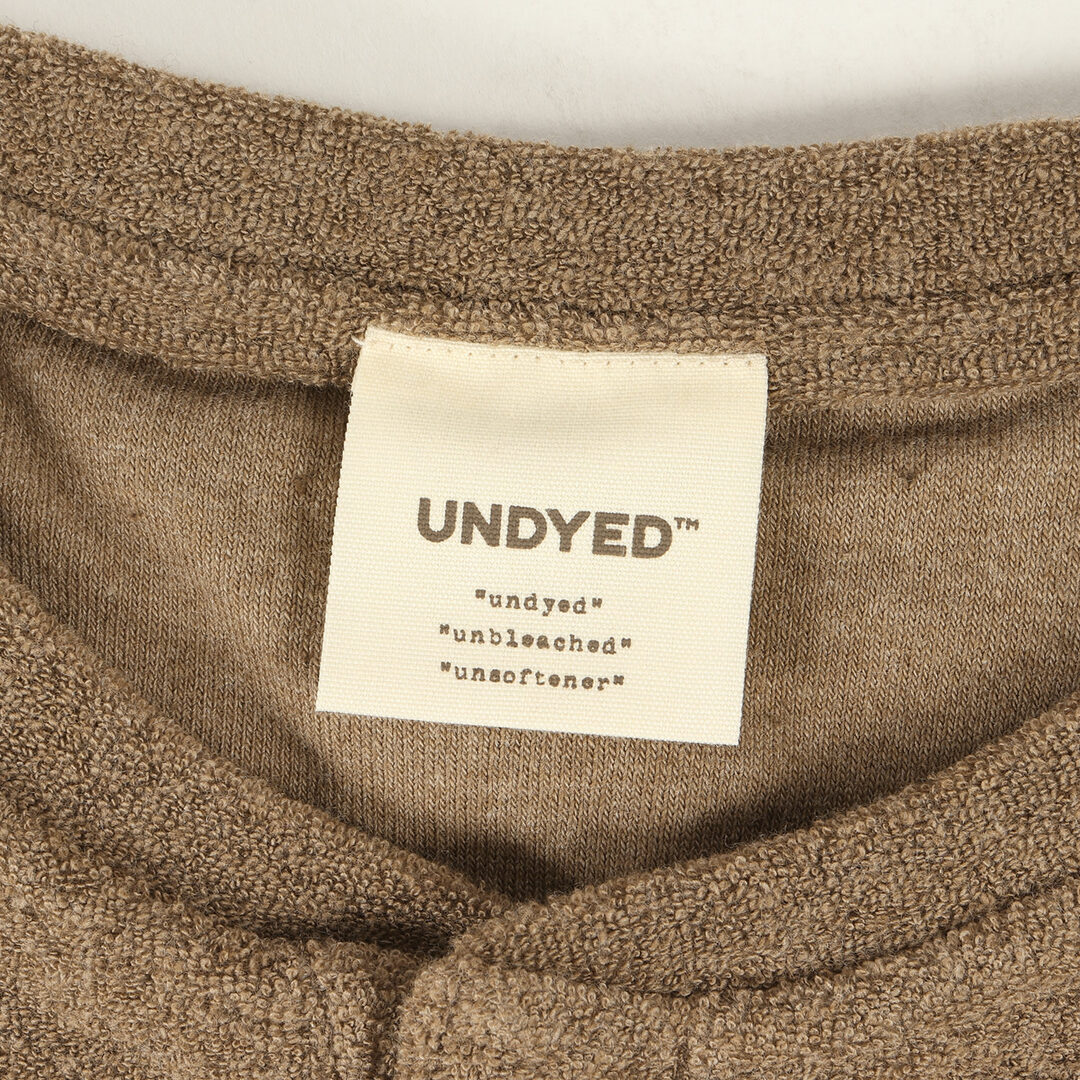 UNDYED™
"undyed"
"unbleached"
"unsoftener"